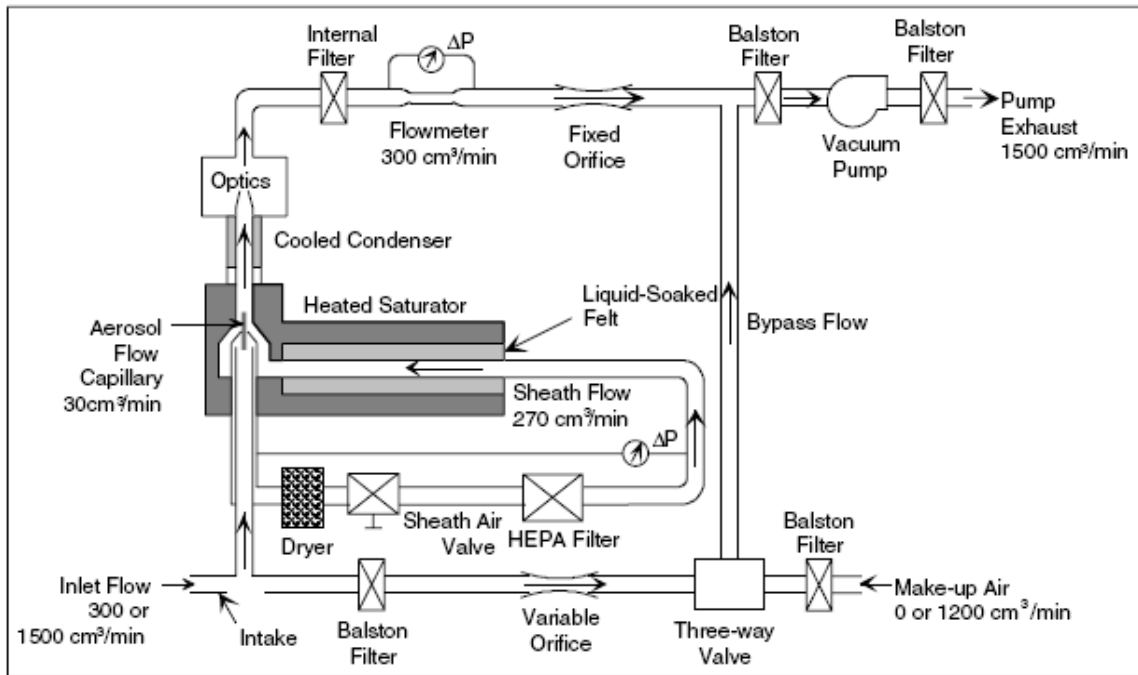 Internal
Filter
ΔP
Balston
Filter
Balston
Filter
Flowmeter
300 cm³/min
Fixed
Orifice
Vacuum
Pump
Pump
Exhaust
1500 cm³/min
Optics
Cooled Condenser
Heated Saturator
Liquid-Soaked
Felt
Aerosol
Flow
Capillary
30cm³/min
Bypass Flow
Sheath Flow
270 cm³/min
ΔP
Dryer
Sheath Air
Valve
HEPA Filter
Balston
Filter
Inlet Flow
300 or
1500 cm³/min
Intake
Balston
Filter
Variable
Orifice
Three-way
Valve
Make-up Air
0 or 1200 cm³/min